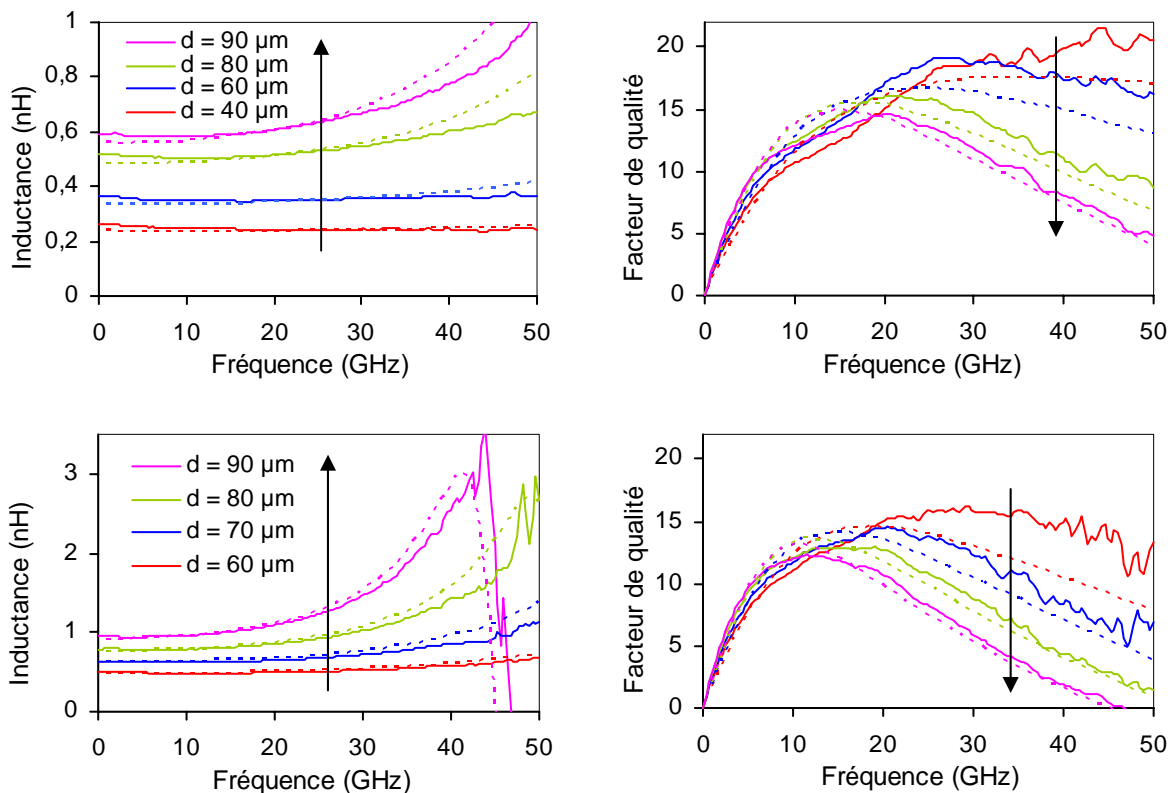 1
0,8
0,6
0,4
0,2
0
Inductance (nH)
d = 90 µm
d = 80 µm
d = 60 µm
d = 40 µm
0 10 20 30 40 50
Fréquence (GHz)
20
15
10
5
0
Facteur de qualité
0 10 20 30 40 50
Fréquence (GHz)
3
2
1
0
Inductance (nH)
d = 90 µm
d = 80 µm
d = 70 µm
d = 60 µm
0 10 20 30 40 50
Fréquence (GHz)
20
15
10
5
0
Facteur de qualité
0 10 20 30 40 50
Fréquence (GHz)